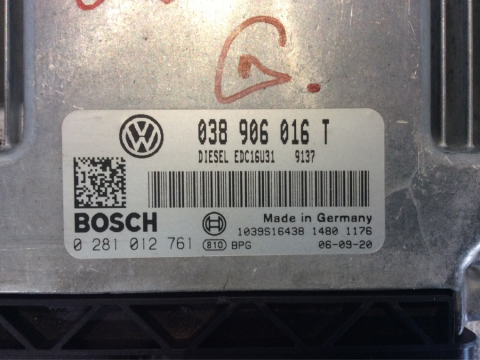 G.
VW
038 906 016 T
DIESEL EDC16U31 9137
BOSCH
0 281 012 761
Made in Germany
1039S16438 1480 1176
810 BPG 06-09-20